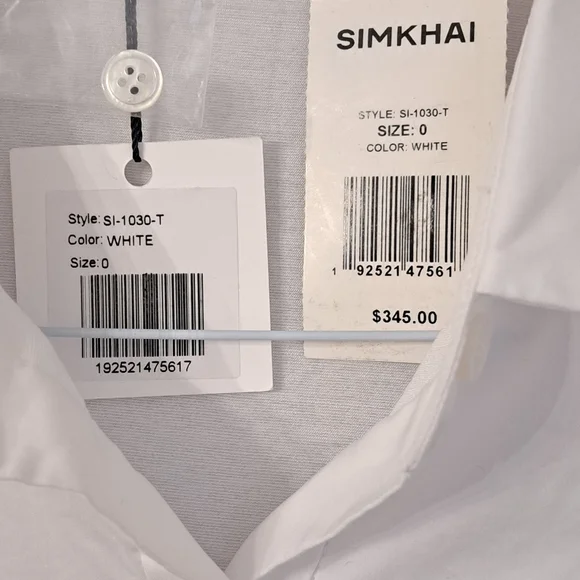 SIMKHAI
STYLE: SI-1030-T
SIZE: 0
COLOR: WHITE
1 92521 47561
$345.00
Style: SI-1030-T
Color: WHITE
Size: 0
192521475617